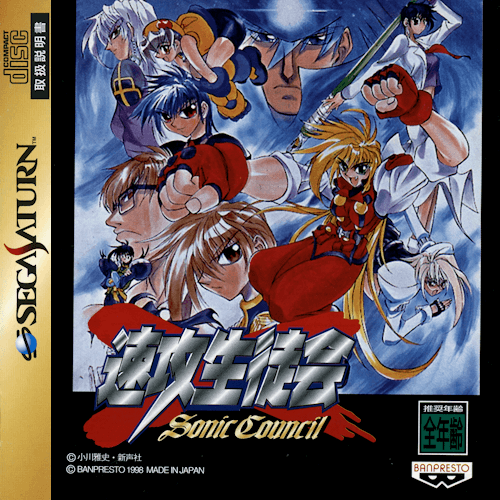 COMPACT
disc
取扱説明書
SEGA SATURN™
速攻生徒会
Sonic Council
©小川雅史・新声社
©BANPRESTO 1998 MADE IN JAPAN
推奨年齢
全年齢
BANPRESTO